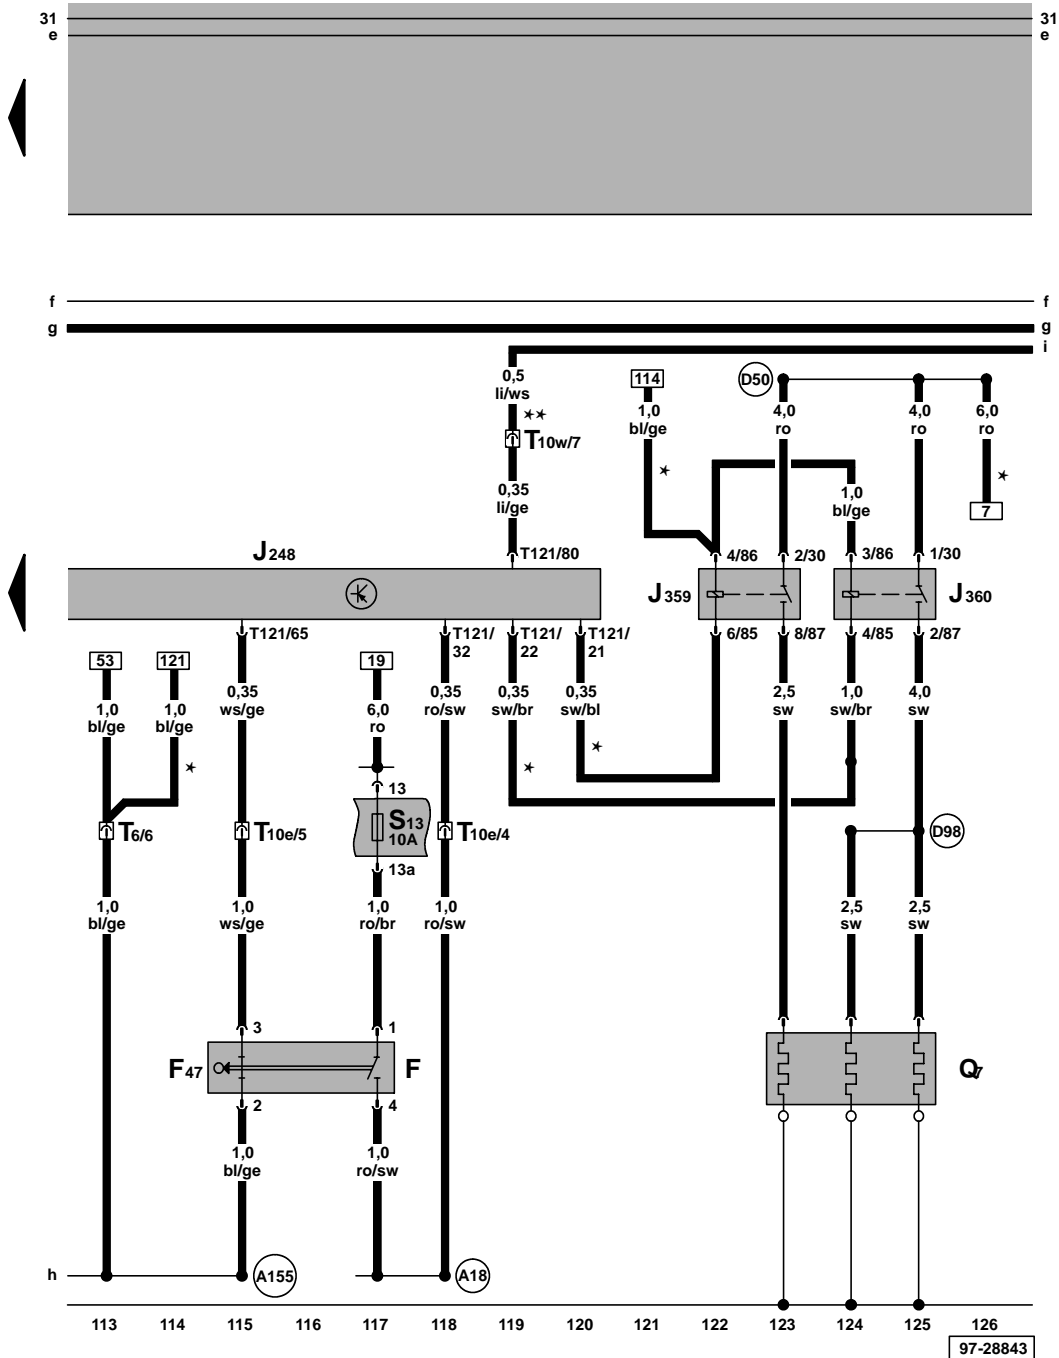 31 31
e e
f f
g g
i
0,5
li/ws
★★
T10w/7
0,35
li/ge
114
1,0
bl/ge
★
D50
4,0
ro
4,0
ro
6,0
ro
★
7
1,0
bl/ge
J248
T121/80
4/86 2/30 3/86 1/30
J359 J360
T121/65
T121/
32
T121/
22
T121/
21
6/85 8/87 4/85 2/87
53 121 19
1,0
bl/ge
1,0
bl/ge
★
0,35
ws/ge
6,0
ro
0,35
ro/sw
0,35
sw/br
★
0,35
sw/bl
★
2,5
sw
1,0
sw/br
4,0
sw
13
S13
10A
13a
T6/6 T10e/5 T10e/4
D98
1,0
bl/ge
1,0
ws/ge
1,0
ro/br
1,0
ro/sw
2,5
sw
2,5
sw
3 1
F47 F
2 4
Q7
1,0
bl/ge
1,0
ro/sw
h A155 A18
113 114 115 116 117 118 119 120 121 122 123 124 125 126
97-28843